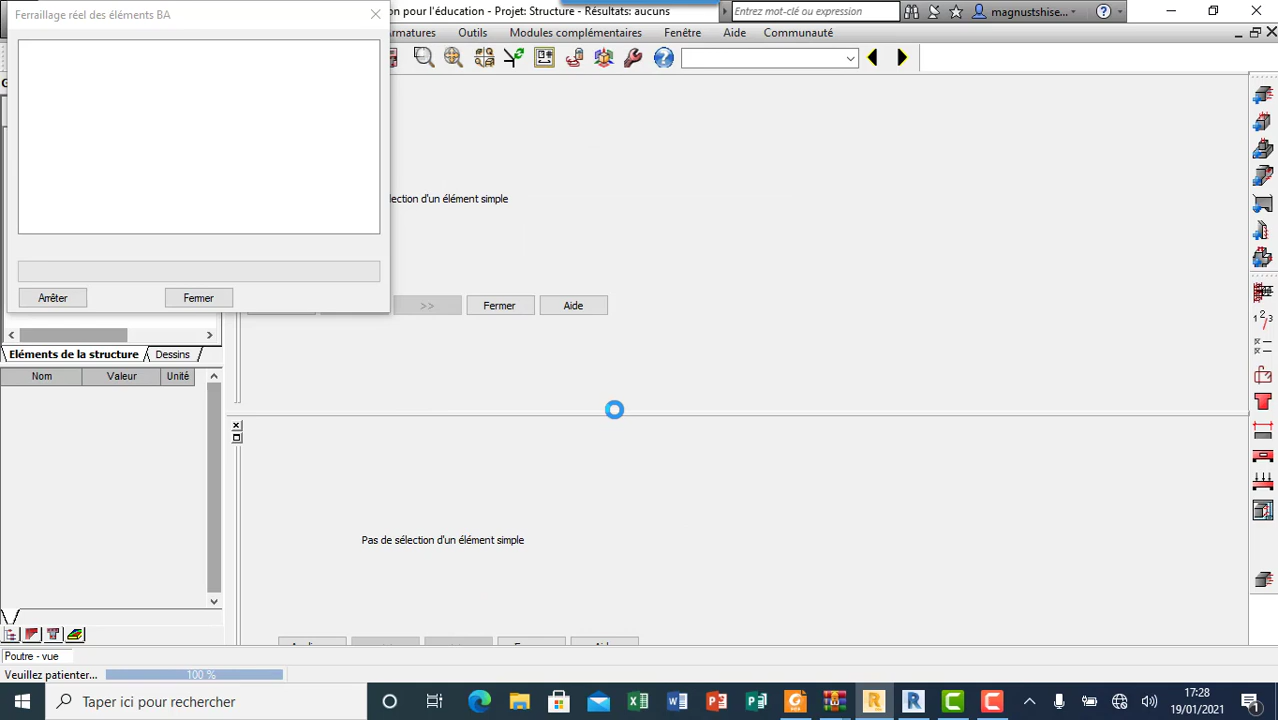 Ferraillage réel des éléments BA
on pour l'éducation - Projet: Structure - Résultats: aucuns
Entrez mot-clé ou expression
magnustshise...
Armatures
Outils
Modules complémentaires
Fenêtre
Aide
Communauté
lection d'un élément simple
Arrêter
Fermer
>>
Fermer
Aide
Eléments de la structure
Dessins
Nom
Valeur
Unité
Pas de sélection d'un élément simple
Poutre - vue
Veuillez patienter...
100 %
Taper ici pour rechercher
17:28
19/01/2021